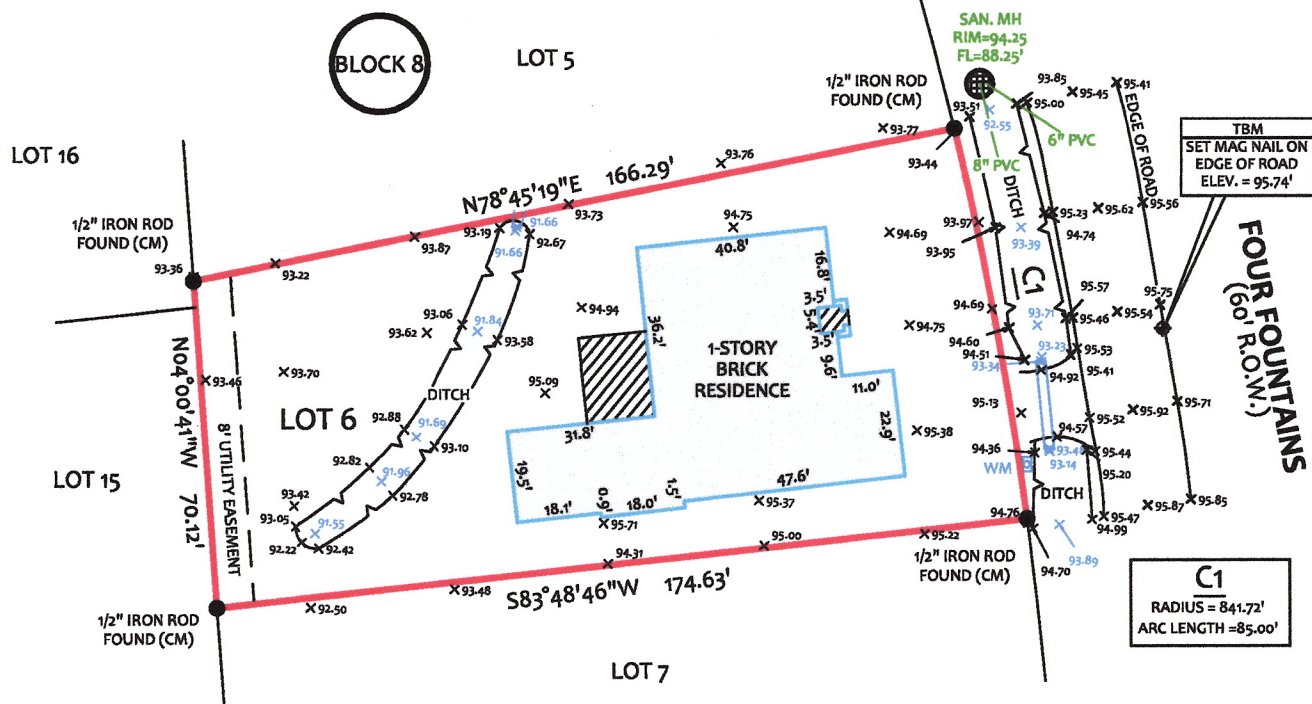 BLOCK 8
LOT 5
LOT 16
LOT 15
LOT 6
LOT 7
SAN. MH
RIM=94.25
FL=88.25'
1/2" IRON ROD
FOUND (CM)
1/2" IRON ROD
FOUND (CM)
1/2" IRON ROD
FOUND (CM)
1/2" IRON ROD
FOUND (CM)
N78°45'19"E 166.29'
N04°00'41"W 70.12'
S83°48'46"W 174.63'
8' UTILITY EASEMENT
8" PVC
6" PVC
DITCH
DITCH
DITCH
C1
EDGE OF ROAD
TBM
SET MAG NAIL ON
EDGE OF ROAD
ELEV. = 95.74'
FOUR FOUNTAINS
(60' R.O.W.)
C1
RADIUS = 841.72'
ARC LENGTH =85.00'
1-STORY
BRICK
RESIDENCE
40.8'
16.8'
3.5'
5.4'
3.5'
9.6'
11.0'
22.9'
47.6'
1.5'
18.0'
0.9'
18.1'
19.5'
31.8'
36.2'
WM
93.85
95.45
95.41
95.00
93.51
92.55
93.77
93.44
93.76
93.73
94.75
93.19
91.66
91.66
92.67
93.87
93.22
93.36
93.97
93.95
94.69
93.39
95.23
94.74
95.62
95.56
95.57
95.46
95.54
95.75
94.69
94.60
94.51
93.71
93.23
93.34
94.92
95.53
95.41
94.75
94.94
93.06
91.84
93.62
93.58
93.46
93.70
95.09
92.88
91.69
93.10
92.82
91.96
92.78
93.42
93.05
91.55
92.22
92.42
95.13
95.38
94.36
94.57
93.14
95.52
95.92
95.71
95.44
95.20
95.87
95.85
95.47
94.99
94.76
94.70
93.89
95.37
95.71
94.31
95.00
95.22
93.48
92.50